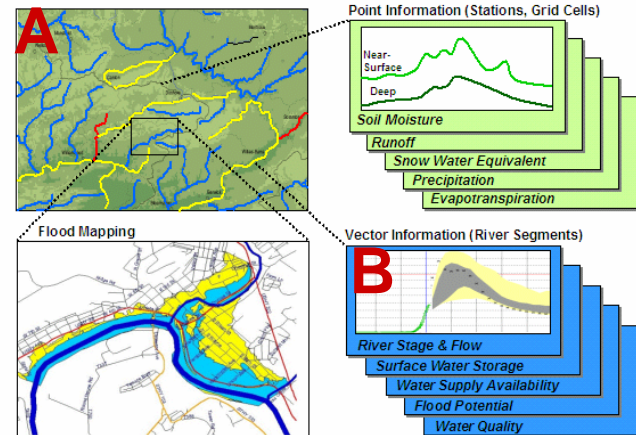 A
Point Information (Stations, Grid Cells)
Near-
Surface
Deep
Soil Moisture
Runoff
Snow Water Equivalent
Precipitation
Evapotranspiration
Flood Mapping
Vector Information (River Segments)
B
River Stage & Flow
Surface Water Storage
Water Supply Availability
Flood Potential
Water Quality